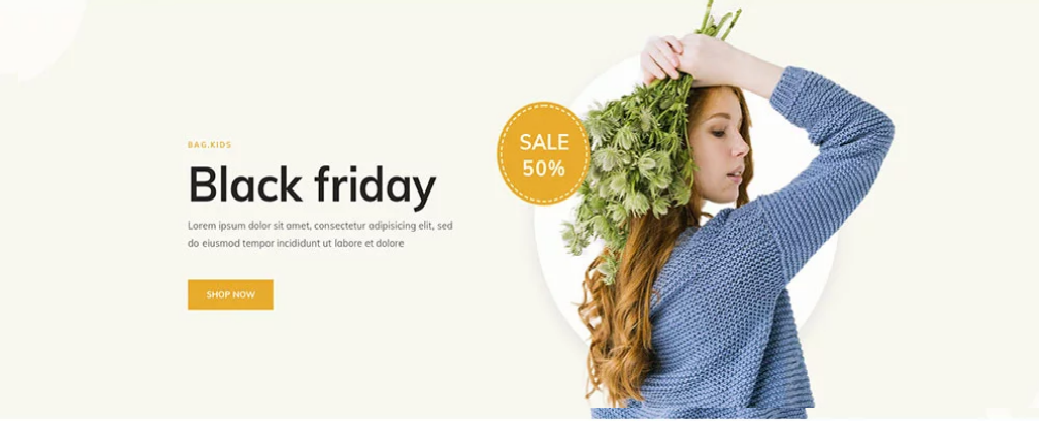 BAG.KIDS
Black friday
Lorem ipsum dolor sit amet, consectetur adipisicing elit, sed
do eiusmod tempor incididunt ut labore et dolore
SHOP NOW
SALE
50%